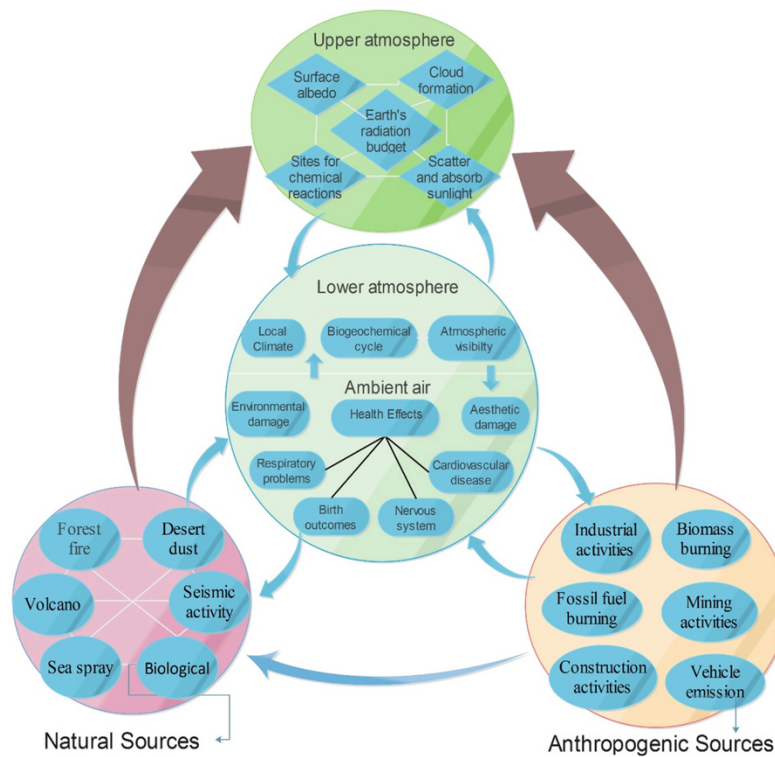 Upper atmosphere
Surface
albedo
Cloud
formation
Earth's
radiation
budget
Sites for
chemical
reactions
Scatter
and absorb
sunlight
Lower atmosphere
Local
Climate
Biogeochemical
cycle
Atmospheric
visibilty
Ambient air
Environmental
damage
Health Effects
Aesthetic
damage
Respiratory
problems
Cardiovascular
disease
Birth
outcomes
Nervous
system
Forest
fire
Desert
dust
Volcano
Seismic
activity
Sea spray
Biological
Natural Sources
Industrial
activities
Biomass
burning
Fossil fuel
burning
Mining
activities
Construction
activities
Vehicle
emission
Anthropogenic Sources